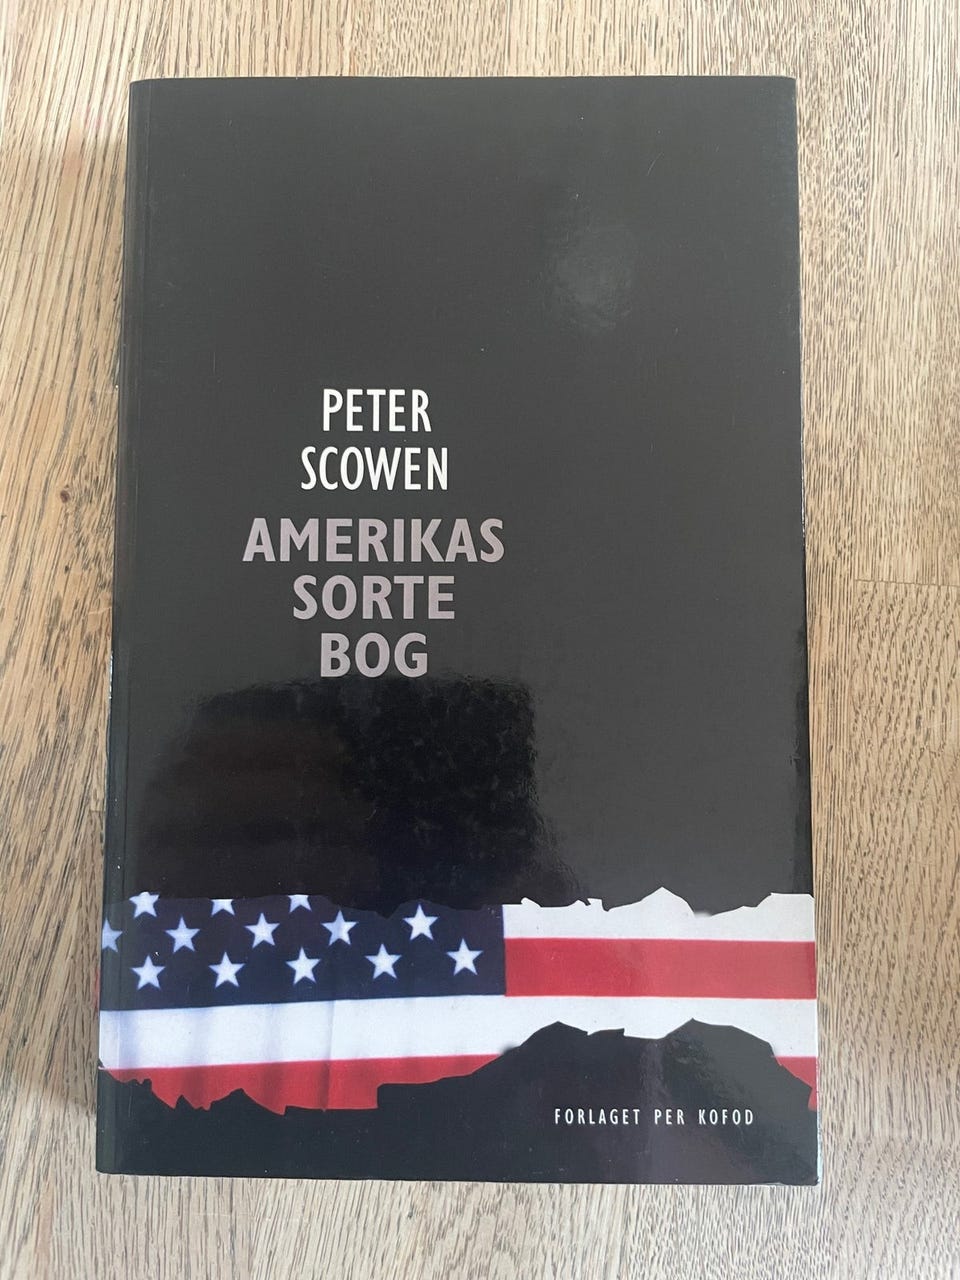 PETER
SCOWEN
AMERIKAS
SORTE
BOG
FORLAGET PER KOFOD